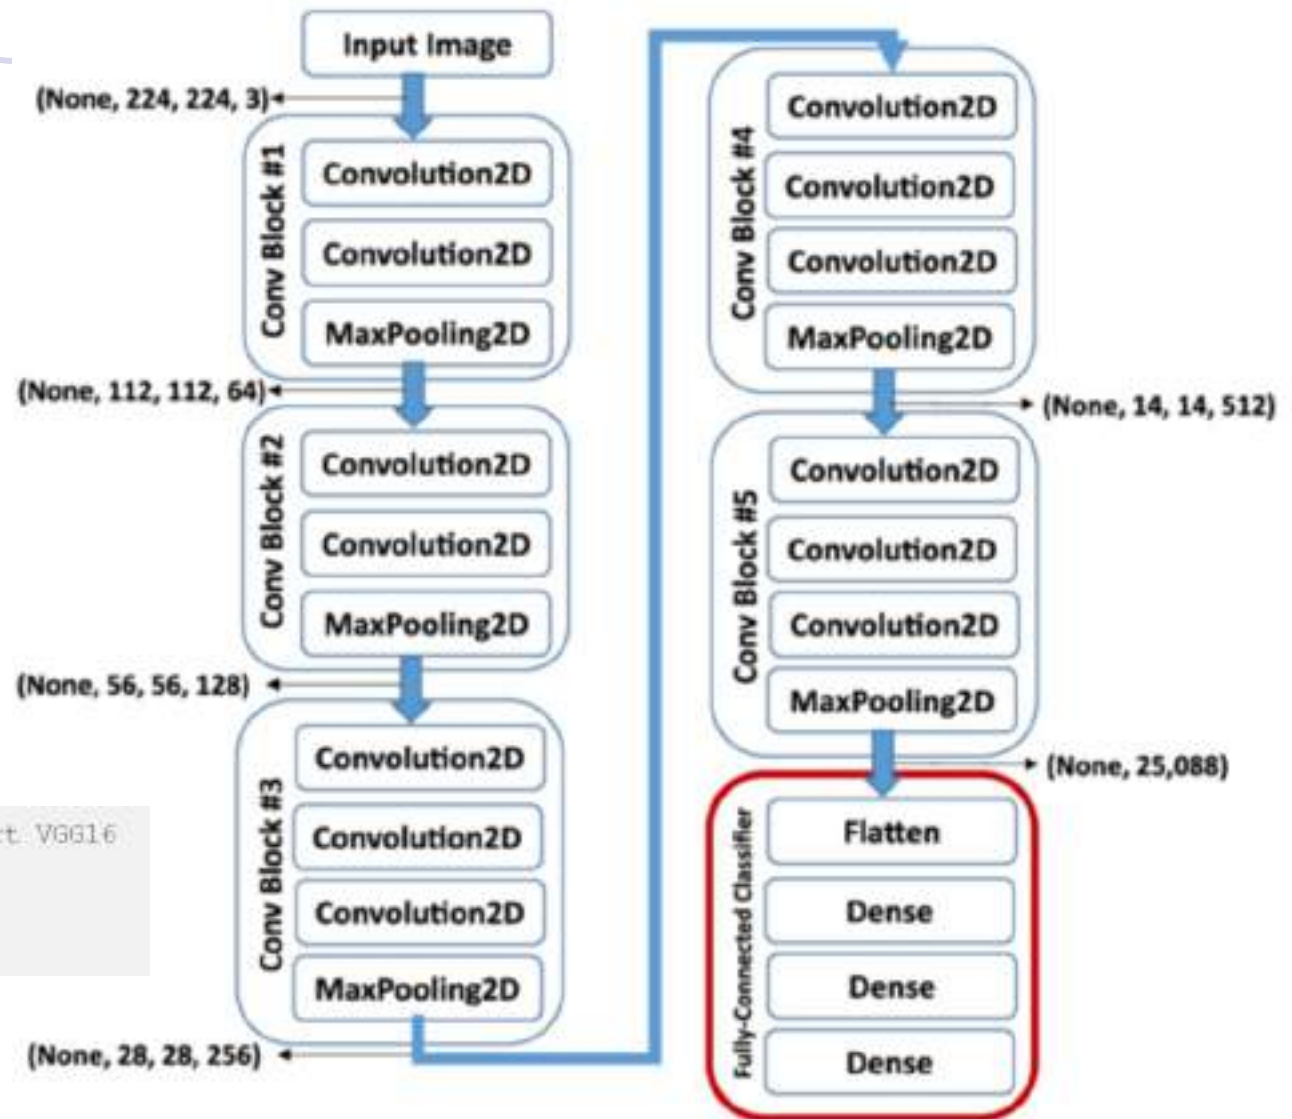 Input Image
(None, 224, 224, 3)
Conv Block #1
Convolution2D
Convolution2D
MaxPooling2D
(None, 112, 112, 64)
Conv Block #2
Convolution2D
Convolution2D
MaxPooling2D
(None, 56, 56, 128)
Conv Block #3
Convolution2D
Convolution2D
Convolution2D
MaxPooling2D
(None, 28, 28, 256)
Conv Block #4
Convolution2D
Convolution2D
Convolution2D
MaxPooling2D
(None, 14, 14, 512)
Conv Block #5
Convolution2D
Convolution2D
Convolution2D
MaxPooling2D
(None, 25,088)
Fully-Connected Classifier
Flatten
Dense
Dense
Dense
VGG16